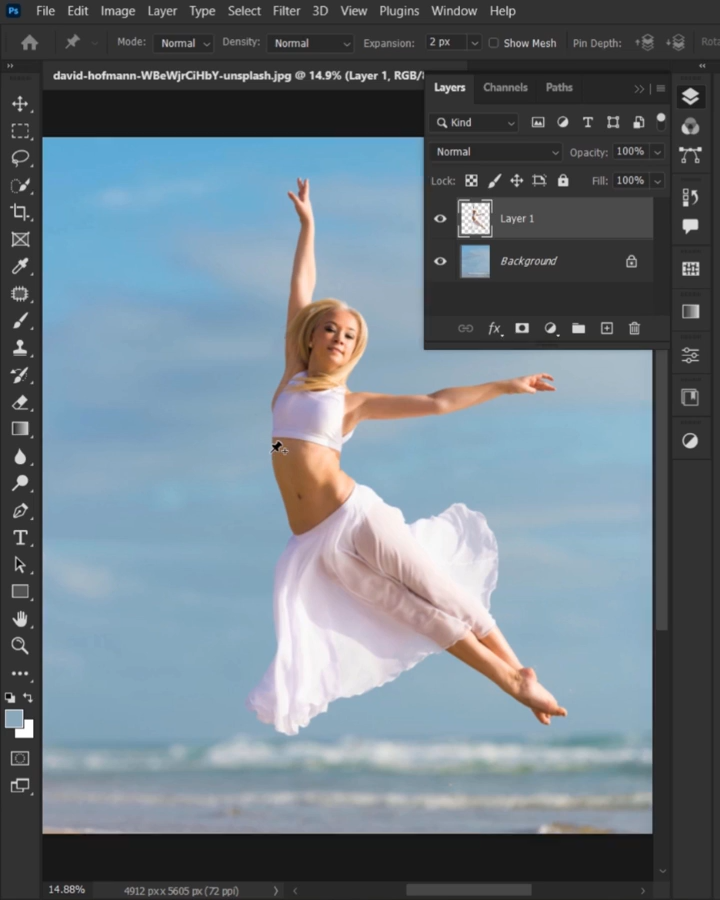 Ps File Edit Image Layer Type Select Filter 3D View Plugins Window Help
Mode: Normal Density: Normal Expansion: 2 px Show Mesh Pin Depth:
david-hofmann-WBeWjrCiHbY-unsplash.jpg @ 14.9% (Layer 1, RGB/
Layers Channels Paths
Kind
Normal Opacity: 100%
Lock: Fill: 100%
Layer 1
Background
fx
14.88% 4912 px x 5605 px (72 ppi)